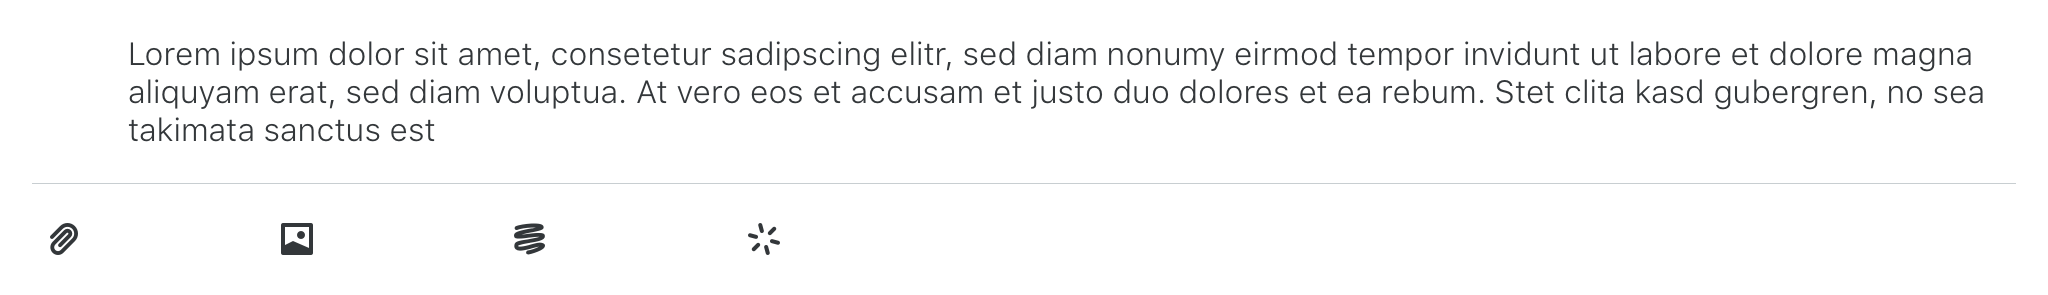 Lorem ipsum dolor sit amet, consetetur sadipscing elitr, sed diam nonumy eirmod tempor invidunt ut labore et dolore magna
aliquyam erat, sed diam voluptua. At vero eos et accusam et justo duo dolores et ea rebum. Stet clita kasd gubergren, no sea
takimata sanctus est